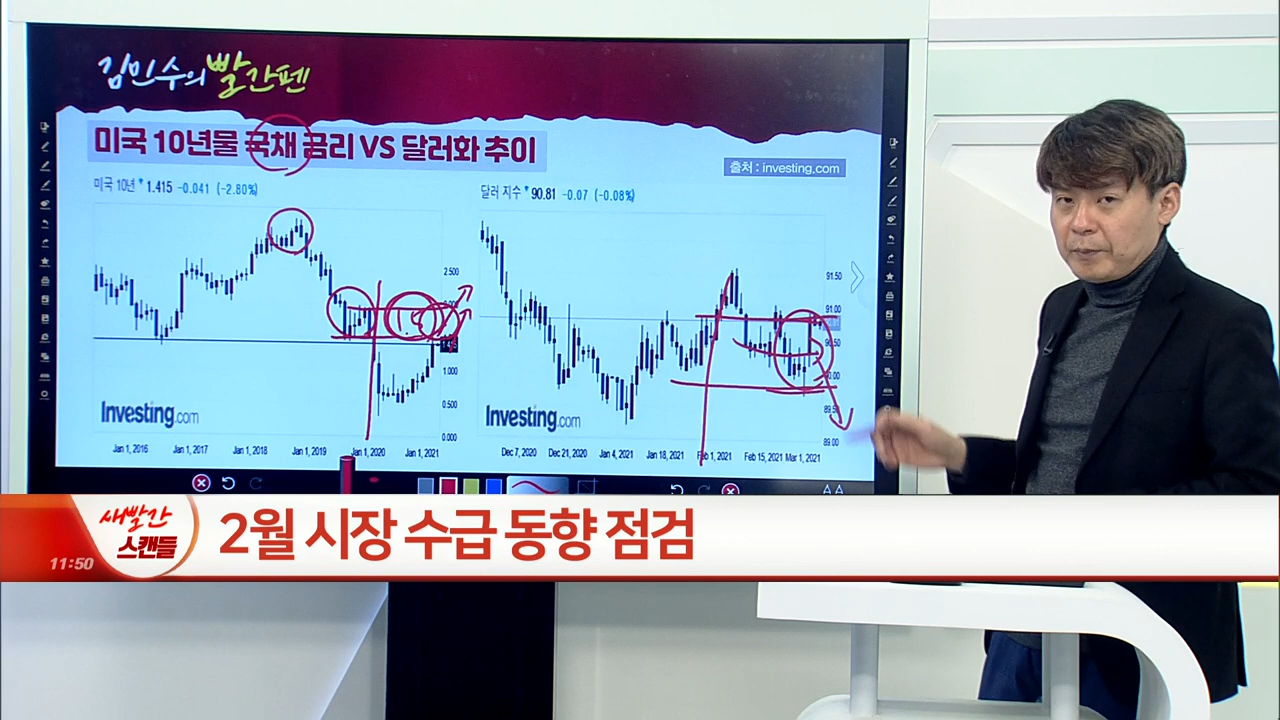 김민수의 빨간펜
미국 10년물 국채 금리 VS 달러화 추이
출처 : investing.com
미국 10년 1.415 -0.041 (-2.80%)
달러 지수 90.81 -0.07 (-0.08%)
2.500
1.5
1.000
0.500
0.000
Investing.com
Jan 1, 2016 Jan 1, 2017 Jan 1, 2018 Jan 1, 2019 Jan 1, 2020 Jan 1, 2021
91.50
91.00
90.50
90.00
89.00
Investing.com
Dec 7, 2020 Dec 21, 2020 Jan 4, 2021 Jan 18, 2021 Feb 1, 2021 Feb 15, 2021 Mar 1, 2021
A A
새빨간
스캔들
11:50
2월 시장 수급 동향 점검